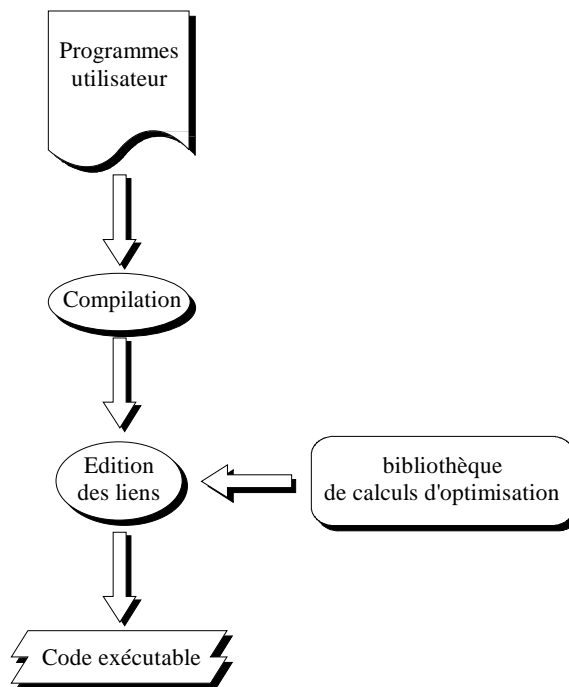 Programmes
utilisateur
Compilation
Edition
des liens
bibliothèque
de calculs d'optimisation
Code exécutable